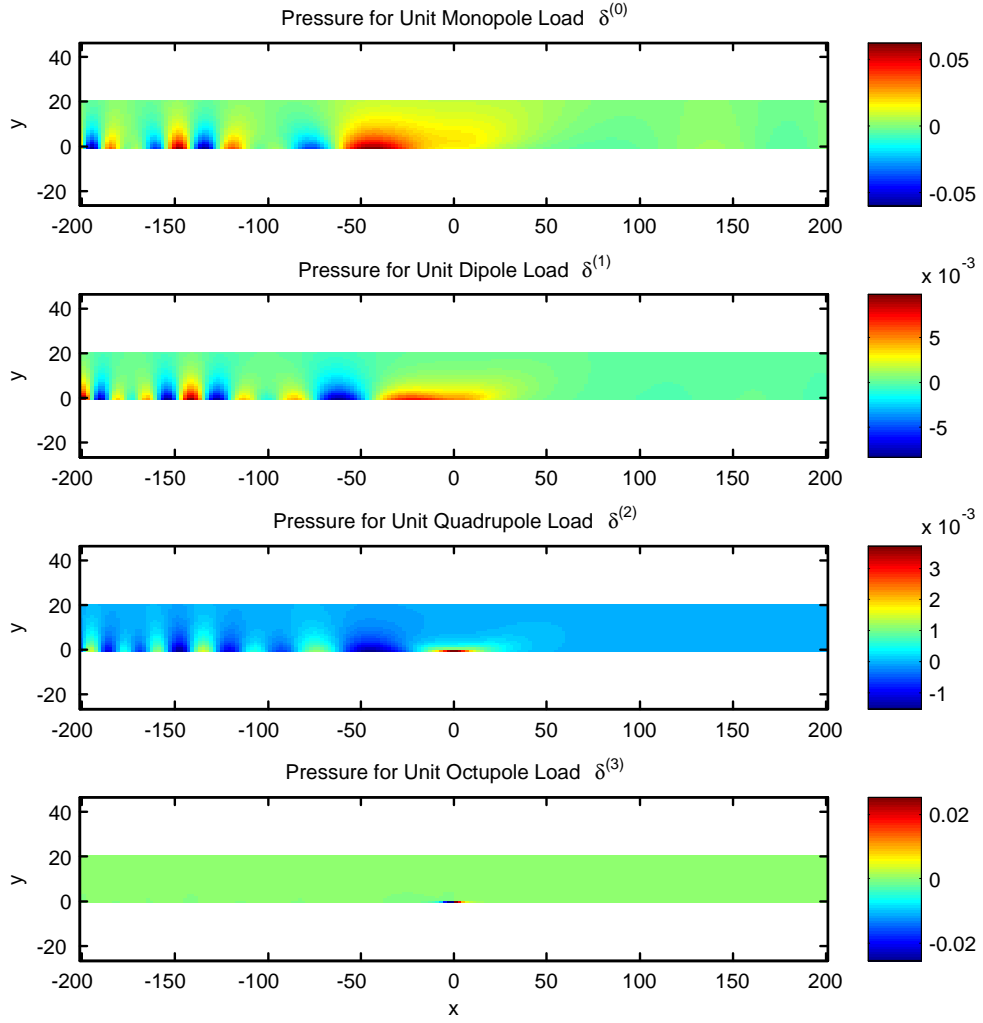 Pressure for Unit Monopole Load δ(0)
40
20
0
-20
y
-200 -150 -100 -50 0 50 100 150 200
0.05
0
-0.05
Pressure for Unit Dipole Load δ(1)
x 10-3
40
20
0
-20
y
-200 -150 -100 -50 0 50 100 150 200
5
0
-5
Pressure for Unit Quadrupole Load δ(2)
x 10-3
40
20
0
-20
y
-200 -150 -100 -50 0 50 100 150 200
3
2
1
0
-1
Pressure for Unit Octupole Load δ(3)
40
20
0
-20
y
-200 -150 -100 -50 0 50 100 150 200
x
0.02
0
-0.02